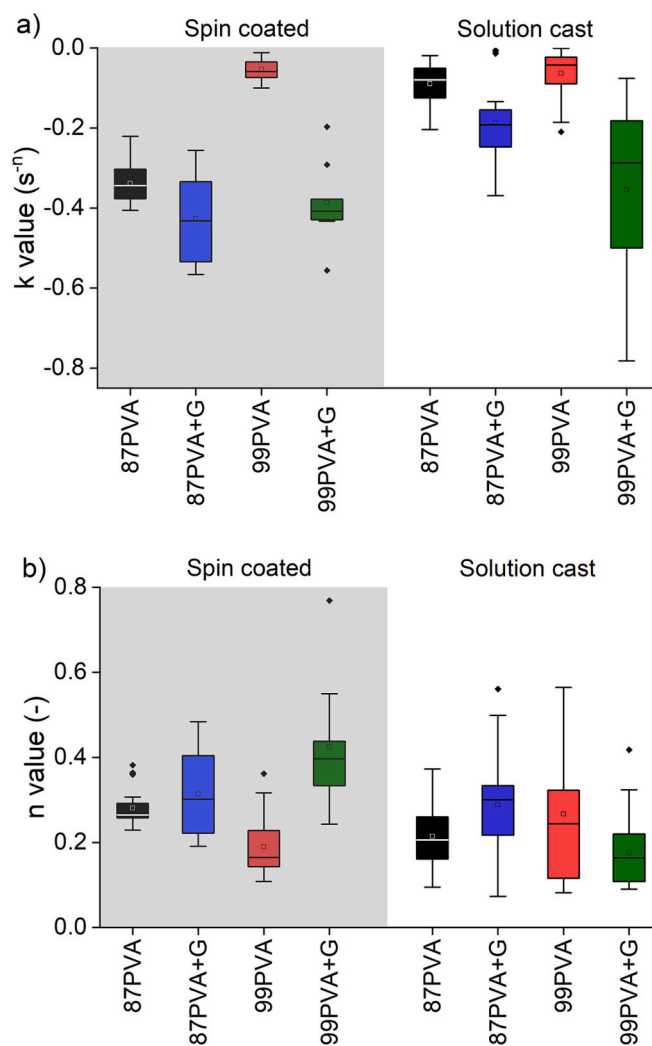 a)
Spin coated
Solution cast
0.0
-0.2
-0.4
-0.6
-0.8
k value (s⁻ⁿ)
87PVA
87PVA+G
99PVA
99PVA+G
87PVA
87PVA+G
99PVA
99PVA+G
b)
Spin coated
Solution cast
0.8
0.6
0.4
0.2
0.0
n value (-)
87PVA
87PVA+G
99PVA
99PVA+G
87PVA
87PVA+G
99PVA
99PVA+G